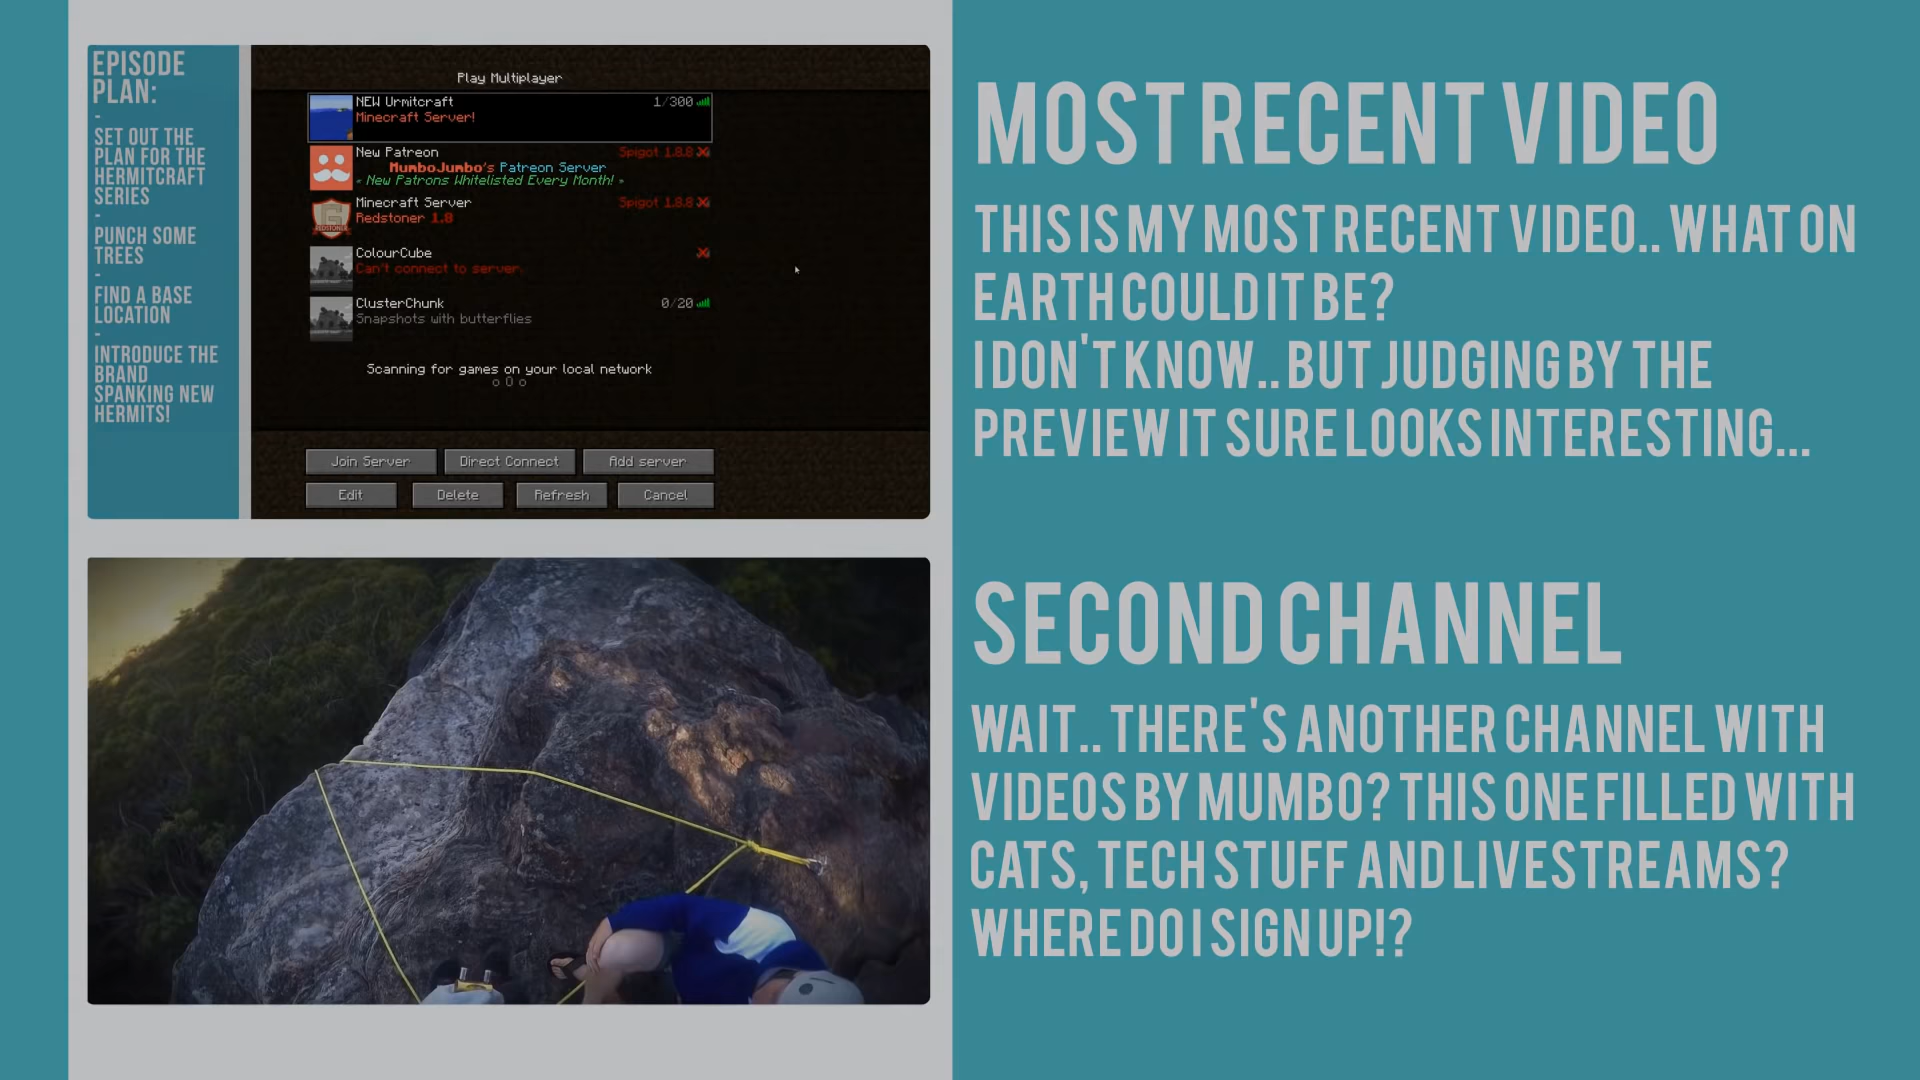 EPISODE
PLAN:
-
SET OUT THE
PLAN FOR THE
HERMITCRAFT
SERIES
-
PUNCH SOME
TREES
-
FIND A BASE
LOCATION
-
INTRODUCE THE
BRAND
SPANKING NEW
HERMITS!
Play Multiplayer
NEW Urmitcraft 1/300
Minecraft Server!
New Patreon Spigot 1.8.8
MumboJumbo's Patreon Server
« New Patrons Whitelisted Every Month! »
Minecraft Server Spigot 1.8.8
Redstoner 1.8
ColourCube
Can't connect to server.
ClusterChunk 0/20
Snapshots with butterflies
Scanning for games on your local network
o O o
Join Server Direct Connect Add server
Edit Delete Refresh Cancel
MOST RECENT VIDEO
THIS IS MY MOST RECENT VIDEO.. WHAT ON
EARTH COULD IT BE?
I DON'T KNOW.. BUT JUDGING BY THE
PREVIEW IT SURE LOOKS INTERESTING...
SECOND CHANNEL
WAIT.. THERE'S ANOTHER CHANNEL WITH
VIDEOS BY MUMBO? THIS ONE FILLED WITH
CATS, TECH STUFF AND LIVESTREAMS?
WHERE DO I SIGN UP!?